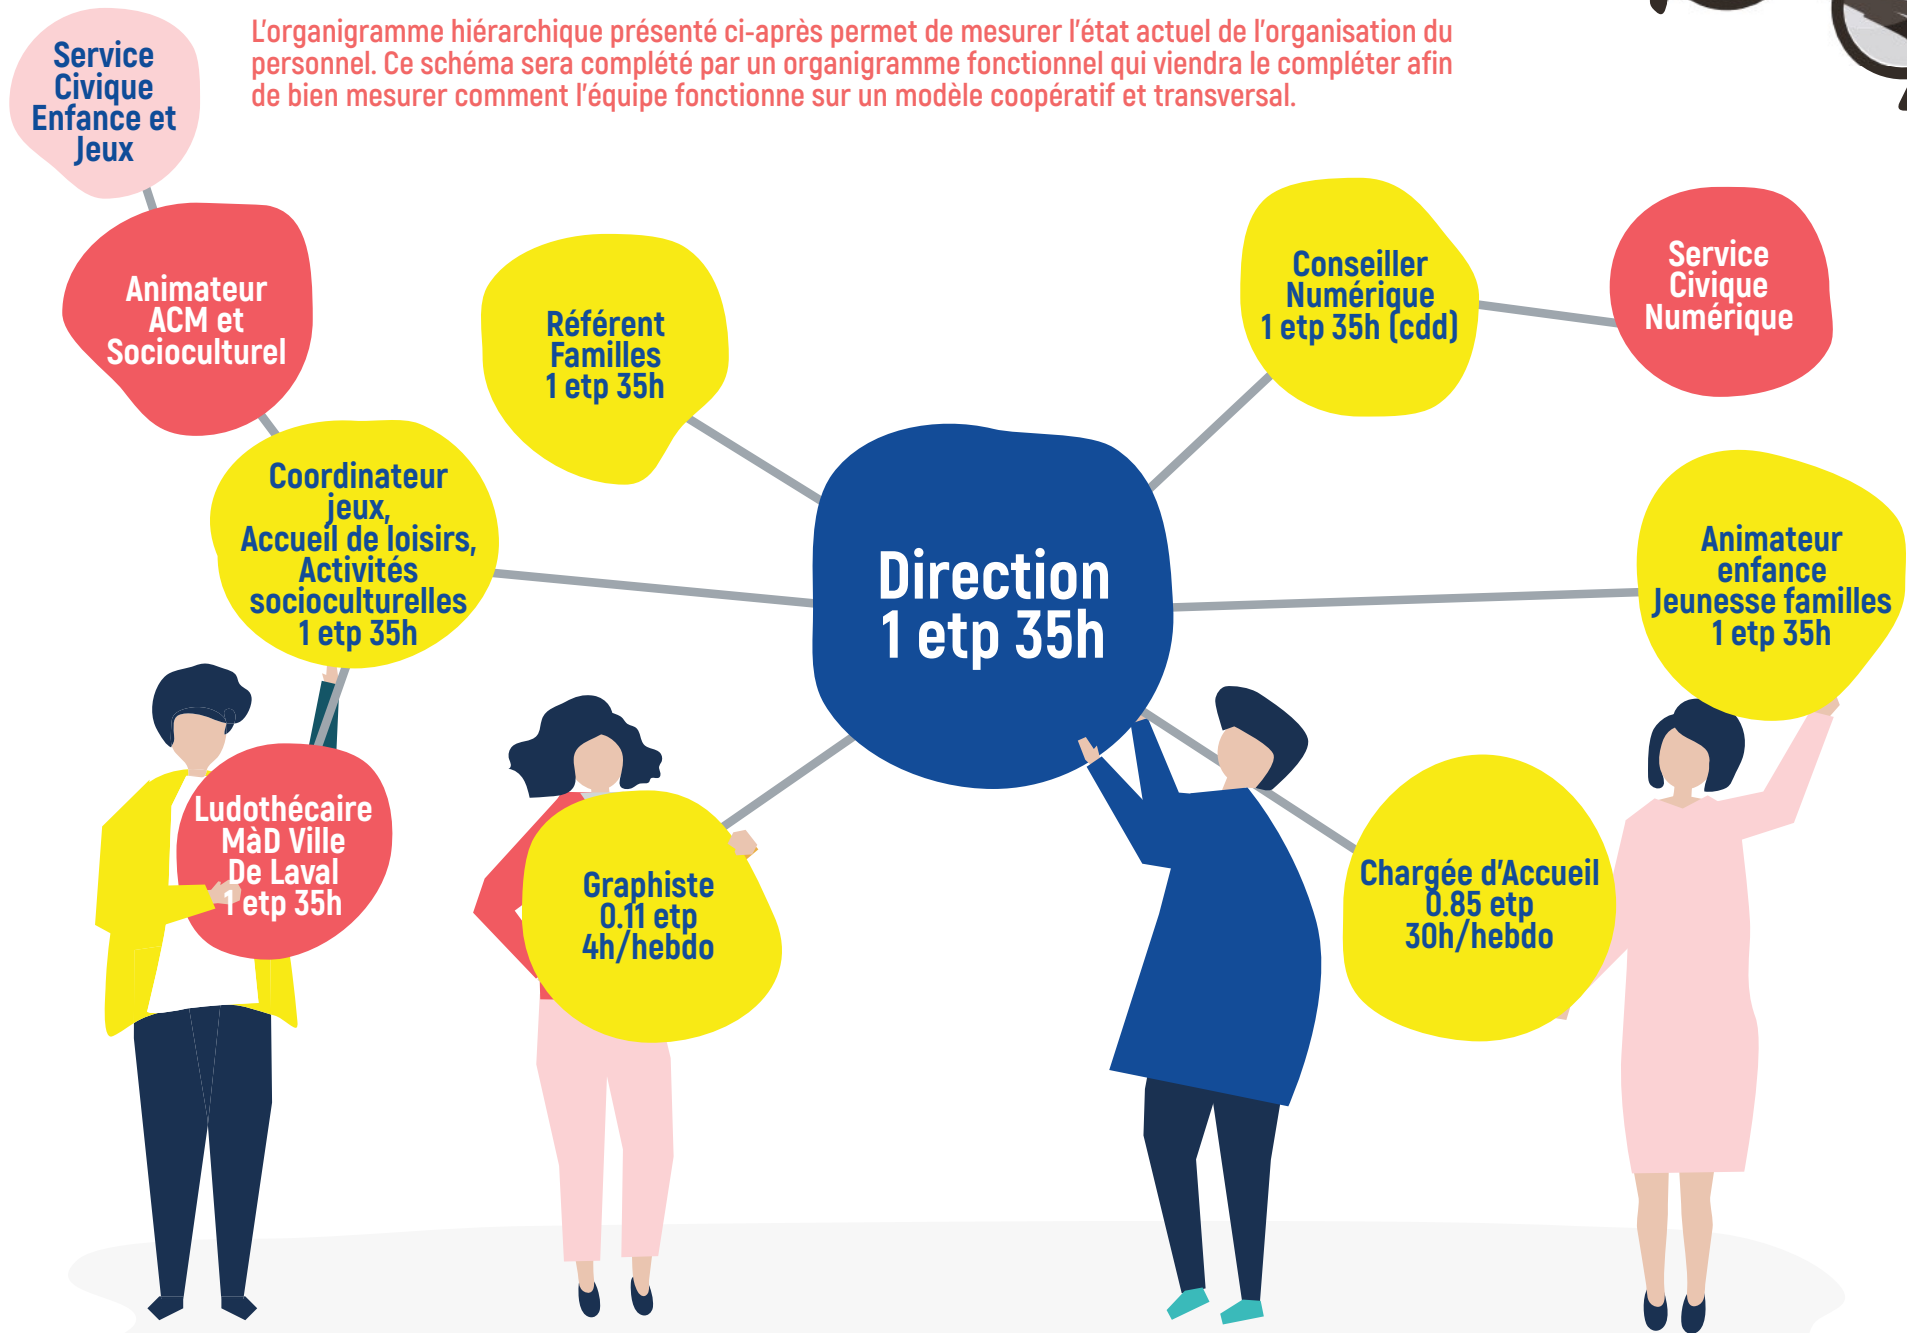 L'organigramme hiérarchique présenté ci-après permet de mesurer l'état actuel de l'organisation du
personnel. Ce schéma sera complété par un organigramme fonctionnel qui viendra le compléter afin
de bien mesurer comment l'équipe fonctionne sur un modèle coopératif et transversal.
Service
Civique
Enfance et
Jeux
Animateur
ACM et
Socioculturel
Référent
Familles
1 etp 35h
Conseiller
Numérique
1 etp 35h (cdd)
Service
Civique
Numérique
Coordinateur
jeux,
Accueil de loisirs,
Activités
socioculturelles
1 etp 35h
Direction
1 etp 35h
Animateur
enfance
Jeunesse familles
1 etp 35h
Ludothécaire
MàD Ville
De Laval
1 etp 35h
Graphiste
0.11 etp
4h/hebdo
Chargée d'Accueil
0.85 etp
30h/hebdo